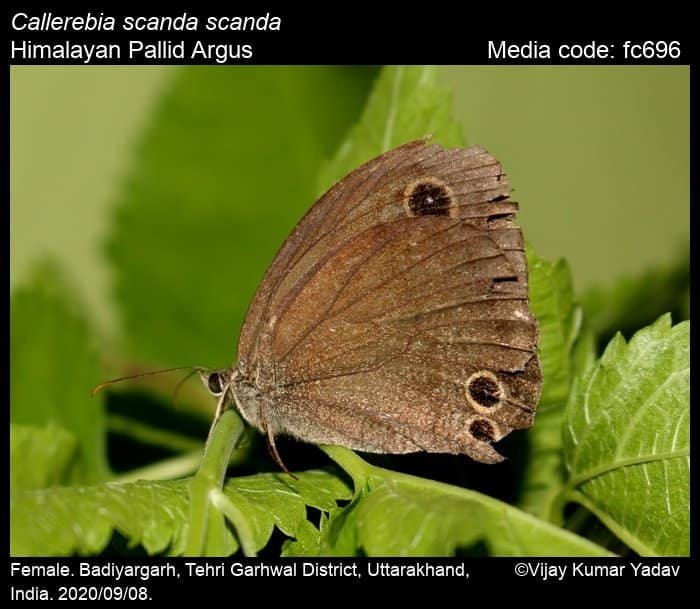 Callerebia scanda scanda
Himalayan Pallid Argus Media code: fc696
Female. Badiyargarh, Tehri Garhwal District, Uttarakhand, ©Vijay Kumar Yadav
India. 2020/09/08.